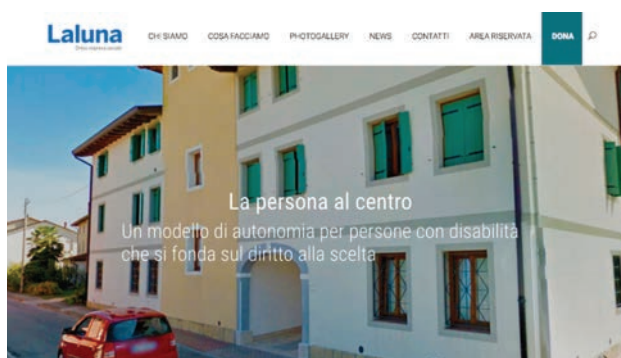 Laluna
CHI SIAMO
COSA FACCIAMO
PHOTOGALLERY
NEWS
CONTATTI
AREA RISERVATA
DONA
La persona al centro
Un modello di autonomia per persone con disabilità
che si fonda sul diritto alla scelta